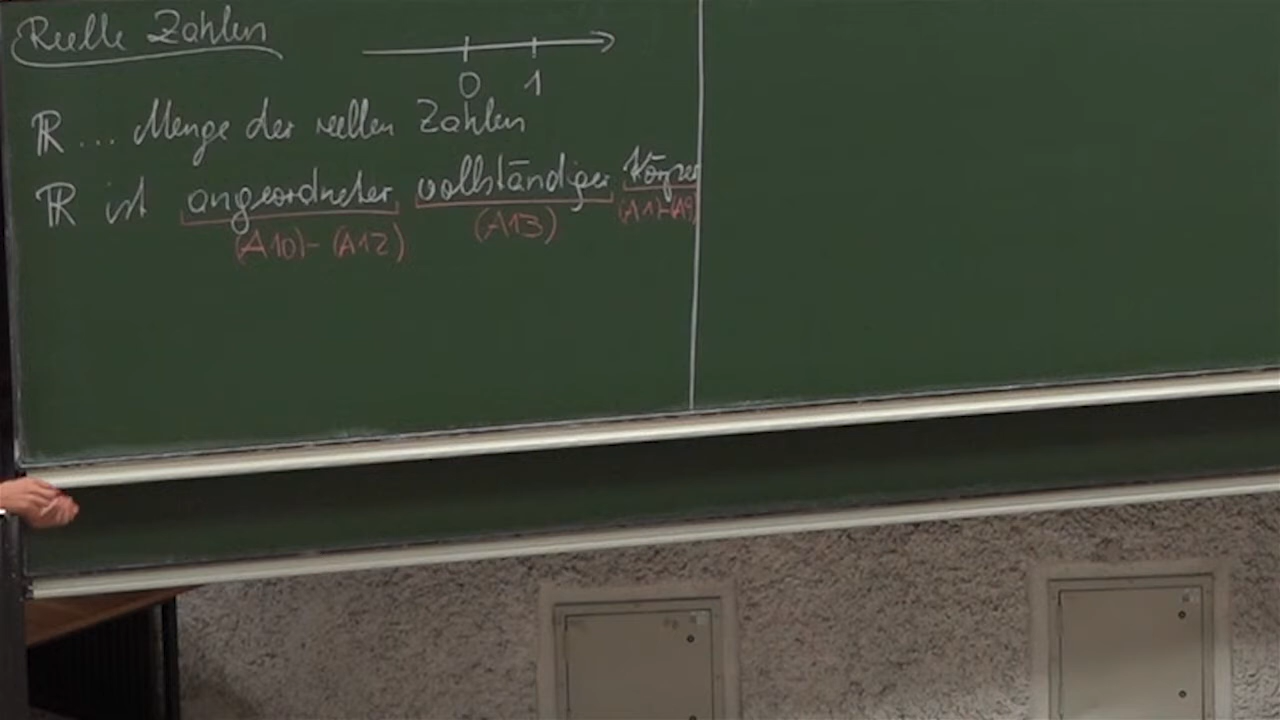 Reelle Zahlen
0 1
ℝ ... Menge der reellen Zahlen
ℝ ist angeordneter vollständiger Körper
(A10)-(A12) (A13) (A1)-(A9)